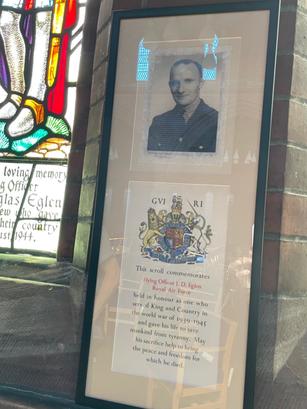 loving memory
g Officer
glas Eglen
ew who gave
their country
ust 1944.
GVI RI
This scroll commemorates
Flying Officer J. D. Eglen
Royal Air Force
held in honour as one who
served King and Country in
the world war of 1939-1945
and gave his life to save
mankind from tyranny. May
his sacrifice help to bring
the peace and freedom for
which he died.